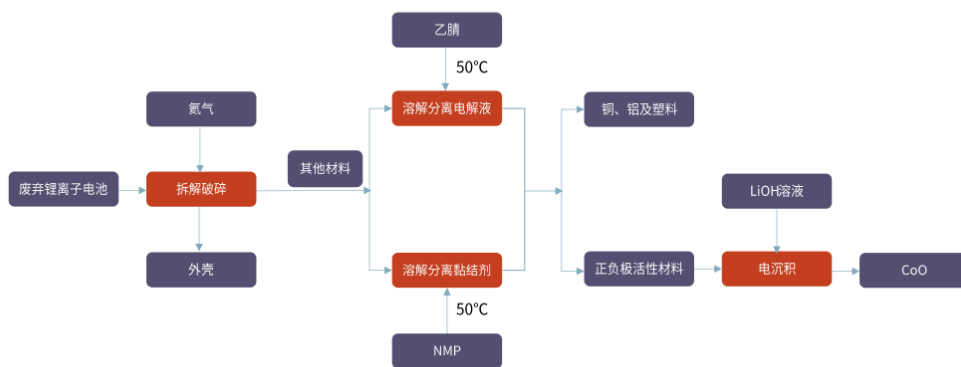 乙腈
50℃
氦气
溶解分离电解液
铜、铝及塑料
其他材料
废弃锂离子电池
拆解破碎
LiOH溶液
外壳
溶解分离黏结剂
正负极活性材料
电沉积
CoO
50℃
NMP